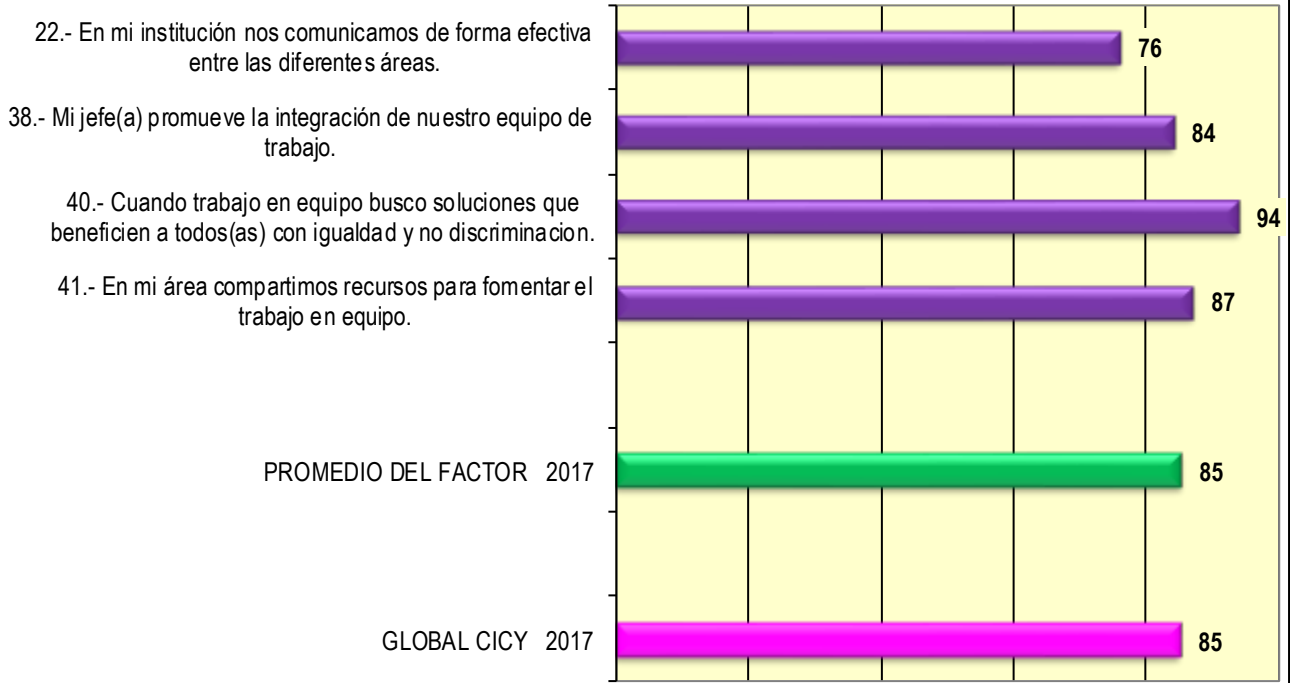 22.- En mi institución nos comunicamos de forma efectiva
entre las diferentes áreas.
76
38.- Mi jefe(a) promueve la integración de nuestro equipo de
trabajo.
84
40.- Cuando trabajo en equipo busco soluciones que
beneficien a todos(as) con igualdad y no discriminacion.
94
41.- En mi área compartimos recursos para fomentar el
trabajo en equipo.
87
PROMEDIO DEL FACTOR 2017
85
GLOBAL CICY 2017
85